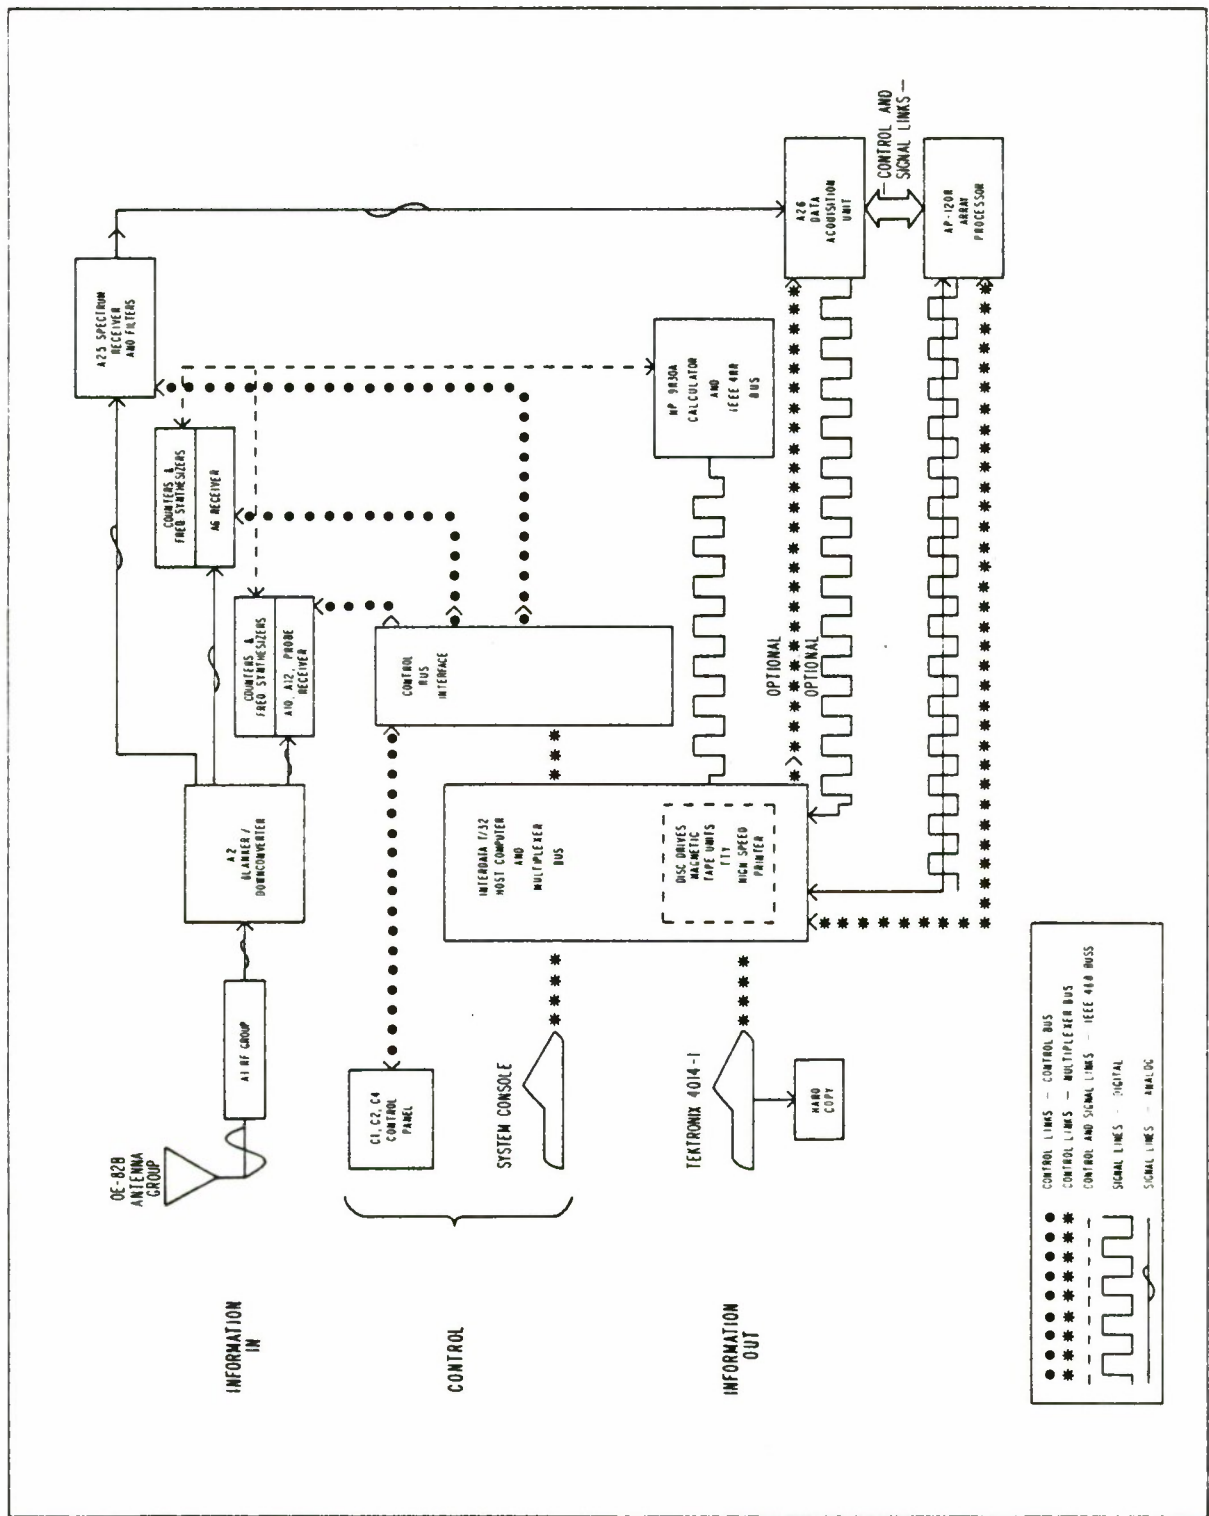 OE-82B
ANTENNA
GROUP
A1 RF GROUP
A2
BLANKER/
DOWNCONVERTER
COUNTERS &
FREQ SYNTHESIZERS
A10, A12, PROBE
RECEIVER
COUNTERS &
FREQ SYNTHESIZERS
A6 RECEIVER
A25 SPECTRUM
RECEIVER
AND FILTERS
INFORMATION
IN
C1, C2, C4
CONTROL
PANEL
CONTROL
BUS
INTERFACE
CONTROL
SYSTEM CONSOLE
INTERDATA 7/32
HOST COMPUTER
AND
MULTIPLEXER
BUS
DISC DRIVES
MAGNETIC
TAPE UNITS
TTY
HIGH SPEED
PRINTER
HP 9830A
CALCULATOR
AND
IEEE 488
BUS
OPTIONAL
OPTIONAL
A26
DATA
ACQUISITION
UNIT
—CONTROL AND
SIGNAL LINKS—
AP-120B
ARRAY
PROCESSOR
INFORMATION
OUT
TEKTRONIX 4014-1
HARD
COPY
CONTROL LINKS — CONTROL BUS
CONTROL LINKS — MULTIPLEXER BUS
CONTROL AND SIGNAL LINKS - IEEE 488 BUSS
SIGNAL LINES - DIGITAL
SIGNAL LINES - ANALOG